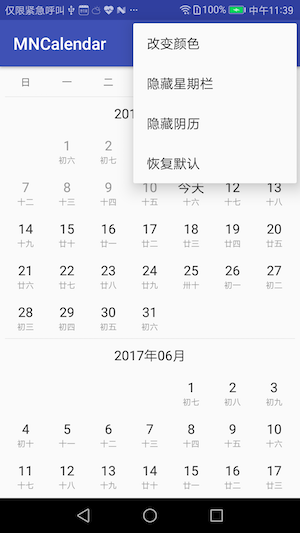 仅限紧急呼叫 100% 中午11:39
MNCalendar
改变颜色
隐藏星期栏
隐藏阴历
恢复默认
日 一 二
201
1 2
初六 初七
7 8 9 10 今天 12 13
十二 十三 十四 十五 十六 十七 十八
14 15 16 17 18 19 20
十九 二十 廿一 廿二 廿三 廿四 廿五
21 22 23 24 25 26 27
廿六 廿七 廿八 廿九 卅十 初一 初二
28 29 30 31
初三 初四 初五 初六
2017年06月
1 2 3
初七 初八 初九
4 5 6 7 8 9 10
初十 十一 十二 十三 十四 十五 十六
11 12 13 14 15 16 17
十七 十八 十九 二十 廿一 廿二 廿三